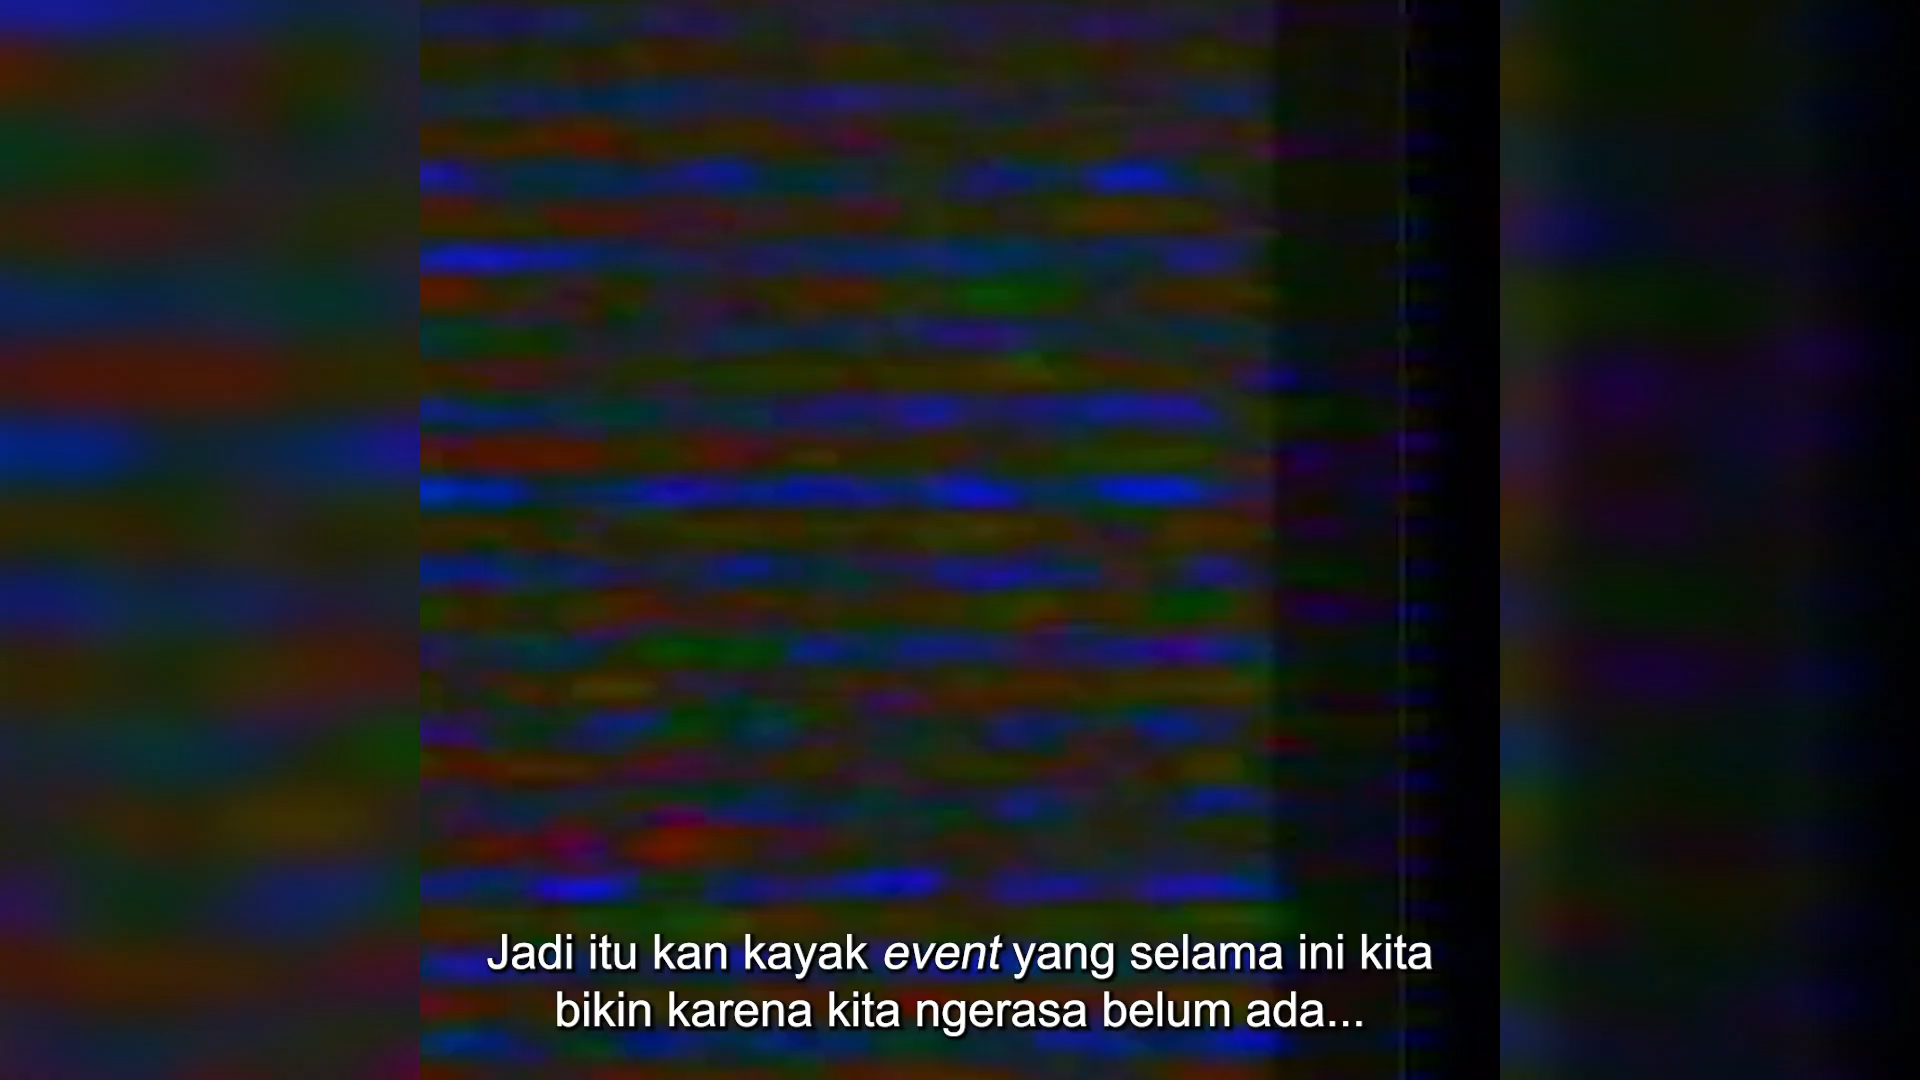 Jadi itu kan kayak event yang selama ini kita
bikin karena kita ngerasa belum ada...